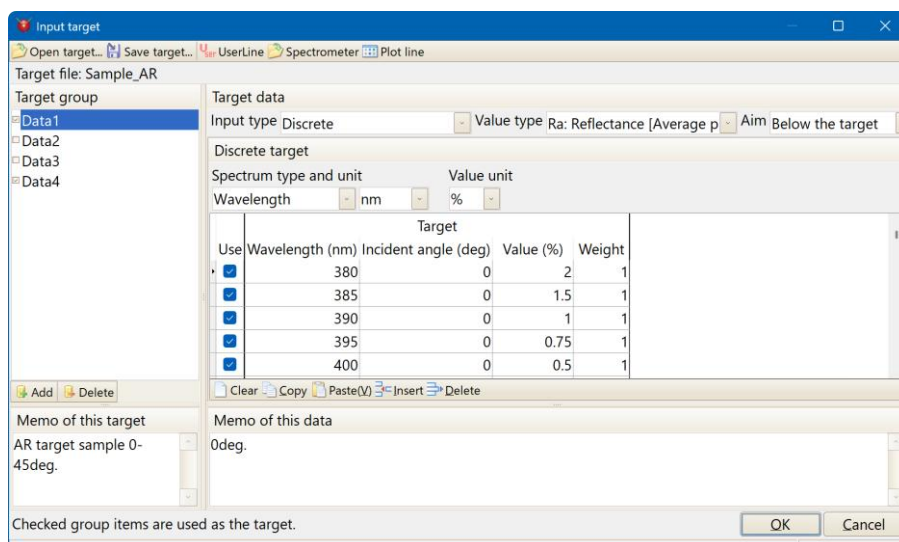 Input target
Open target... Save target... User UserLine Spectrometer Plot line
Target file: Sample_AR
Target group
Data1
Data2
Data3
Data4
Add Delete
Target data
Input type Discrete Value type Ra: Reflectance [Average p Aim Below the target
Discrete target
Spectrum type and unit Value unit
Wavelength nm %
Target
Use Wavelength (nm) Incident angle (deg) Value (%) Weight
380 0 2 1
385 0 1.5 1
390 0 1 1
395 0 0.75 1
400 0 0.5 1
Clear Copy Paste(V) Insert Delete
Memo of this target
AR target sample 0-
45deg.
Memo of this data
0deg.
Checked group items are used as the target.
OK Cancel